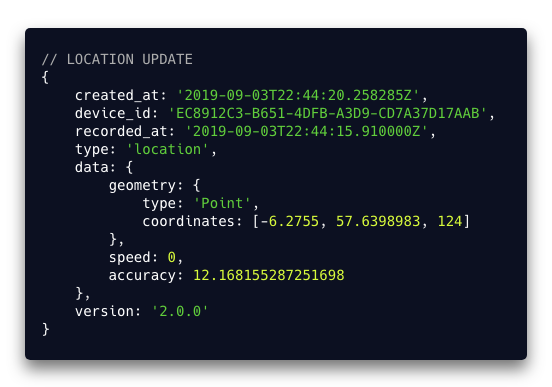 // LOCATION UPDATE
{
    created_at: '2019-09-03T22:44:20.258285Z',
    device_id: 'EC8912C3-B651-4DFB-A3D9-CD7A37D17AAB',
    recorded_at: '2019-09-03T22:44:15.910000Z',
    type: 'location',
    data: {
        geometry: {
            type: 'Point',
            coordinates: [-6.2755, 57.6398983, 124]
        },
        speed: 0,
        accuracy: 12.168155287251698
    },
    version: '2.0.0'
}